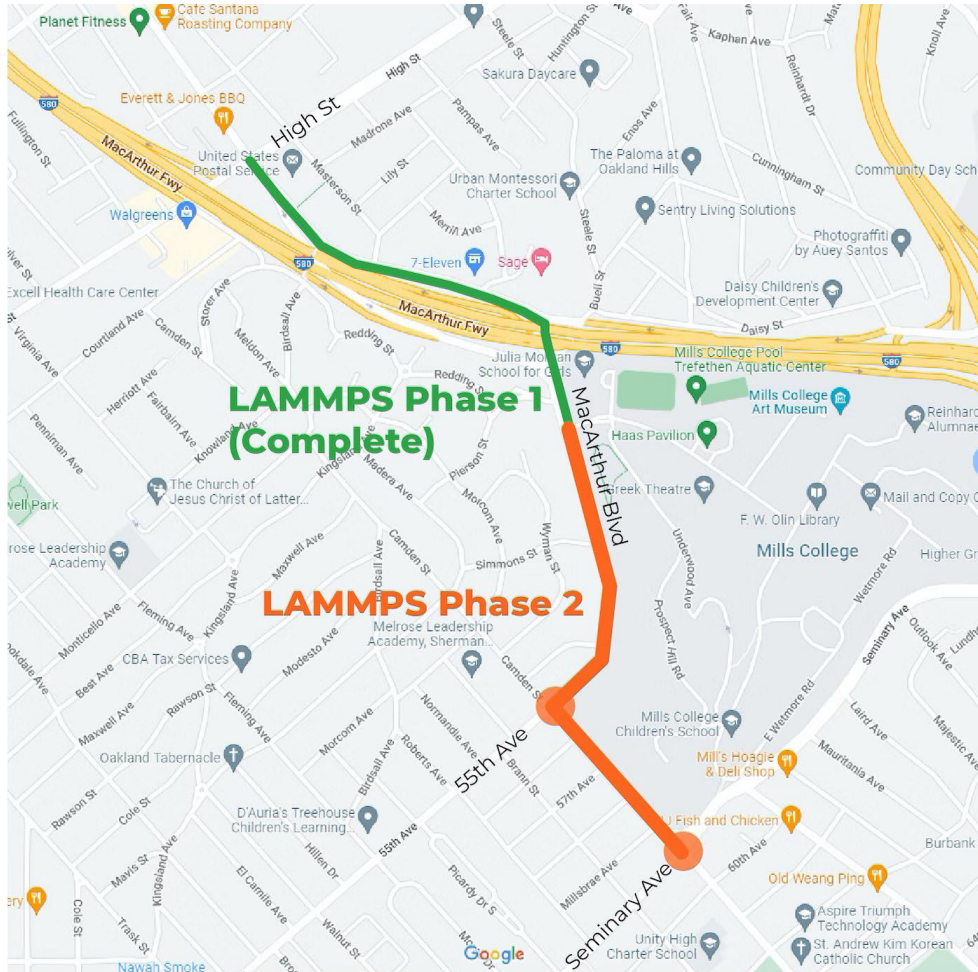 Planet Fitness
Cafe Santana
Roasting Company
Steele St
Huntington St
Fair Ave
Kaphan Ave
Reinhardt Dr
Knoll Ave
High St
Sakura Daycare
580
Everett & Jones BBQ
Fullington St
High St
Madrone Ave
Pampas Ave
Enos Ave
MacArthur Fwy
United States
Postal Service
Masterson St
Lily St
The Paloma at
Oakland Hills
Cunningham St
Community Day Sch
Urban Montessori
Charter School
Walgreens
Merrill Ave
Steele St
Sentry Living Solutions
Photograffiti
by Auey Santos
580
7-Eleven
Sage
Buell St
Excell Health Care Center
Storer Ave
Birdsall Ave
MacArthur Fwy
Daisy Children's
Development Center
Daisy St
Virginia Ave
Courtland Ave
Camden St
Meldon Ave
Redding St
580
580
Julia Morgan
School for Girls
Mills College Pool
Trefethen Aquatic Center
Redding St
Herriott Ave
Fairbairn Ave
LAMMPS Phase 1
(Complete)
MacArthur Blvd
Mills College
Art Museum
Haas Pavilion
Reinhar
Alumnae
Penniman Ave
Knowland Ave
Kingsland Ave
Madera Ave
Pierson St
Morcom Ave
The Church of
Jesus Christ of Latter...
Greek Theatre
F. W. Olin Library
Mail and Copy C
well Park
rose Leadership
Academy
Maxwell Ave
Birdsall Ave
Camden St
Simmons St
Wyman St
Underwood Ave
Mills College
Wetmore Rd
Higher Gr
LAMMPS Phase 2
Monticello Ave
Fleming Ave
Kingsland Ave
Melrose Leadership
Academy, Sherman...
Prospect Hill Rd
Seminary Ave
Outlook Ave
Lundh
okdale Ave
Best Ave
CBA Tax Services
Modesto Ave
Camden St
Maxwell Ave
Rawson St
Fleming Ave
Morcom Ave
Normandie Ave
Mills College
Children's School
E Wetmore Rd
Laird Ave
Majestic Ave
Oakland Tabernacle
Birdsall Ave
Roberts Ave
55th Ave
Brann St
57th Ave
Mill's Hoagie
& Deli Shop
Mauritania Ave
Rawson St
Cole St
D'Auria's Treehouse
Children's Learning...
55th Ave
JJ Fish and Chicken
Burbank
Mavis St
Kingsland Ave
Hillen Dr
Millsbrae Ave
60th Ave
El Camile Ave
Picardy Dr S
Old Weang Ping
ery
Cole St
Trask St
Walnut St
Seminary Ave
Aspire Triumph
Technology Academy
Unity High
Charter School
St. Andrew Kim Korean
Catholic Church
Nawah Smoke
Google